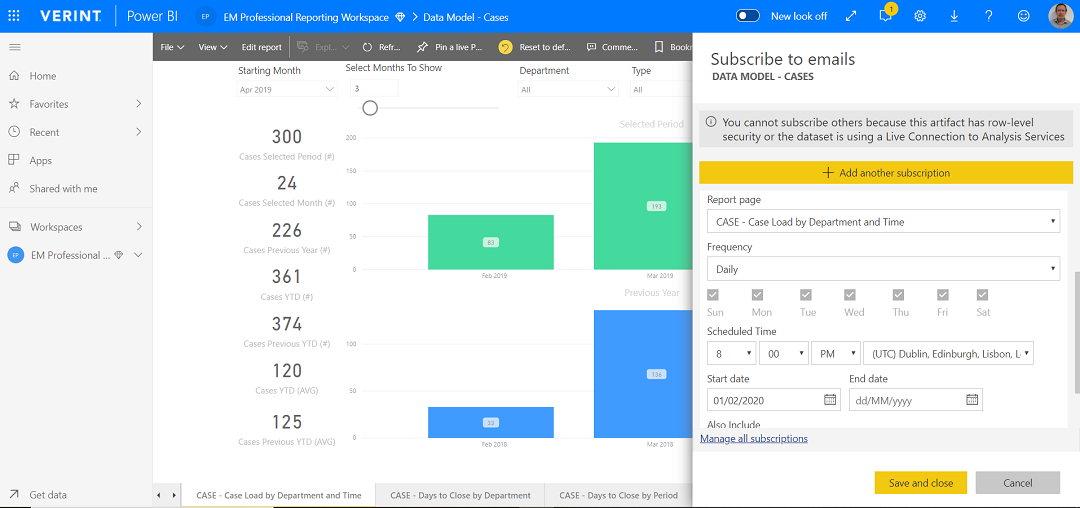 VERINT. Power BI EP EM Professional Reporting Workspace > Data Model - Cases New look off 1 ?
File View Edit report Expl... Refr... Pin a live P... Reset to def... Comme... Bookn
Home
Favorites
Recent
Apps
Shared with me
Workspaces
EP EM Professional ...
Get data
Starting Month
Apr 2019
Select Months To Show
3
Department
All
Type
All
300
Cases Selected Period (#)
24
Cases Selected Month (#)
226
Cases Previous Year (#)
361
Cases YTD (#)
374
Cases Previous YTD (#)
120
Cases YTD (AVG)
125
Cases Previous YTD (AVG)
Selected Period
200
150
100
50
0
83
193
Feb 2019
Mar 2019
Previous Year
100
50
0
33
136
Feb 2018
Mar 2018
CASE - Case Load by Department and Time
CASE - Days to Close by Department
CASE - Days to Close by Period
Subscribe to emails
DATA MODEL - CASES
You cannot subscribe others because this artifact has row-level
security or the dataset is using a Live Connection to Analysis Services
+ Add another subscription
Report page
CASE - Case Load by Department and Time
Frequency
Daily
Sun Mon Tue Wed Thu Fri Sat
Scheduled Time
8 00 PM (UTC) Dublin, Edinburgh, Lisbon, L
Start date End date
01/02/2020 dd/MM/yyyy
Also Include
Manage all subscriptions
Save and close Cancel